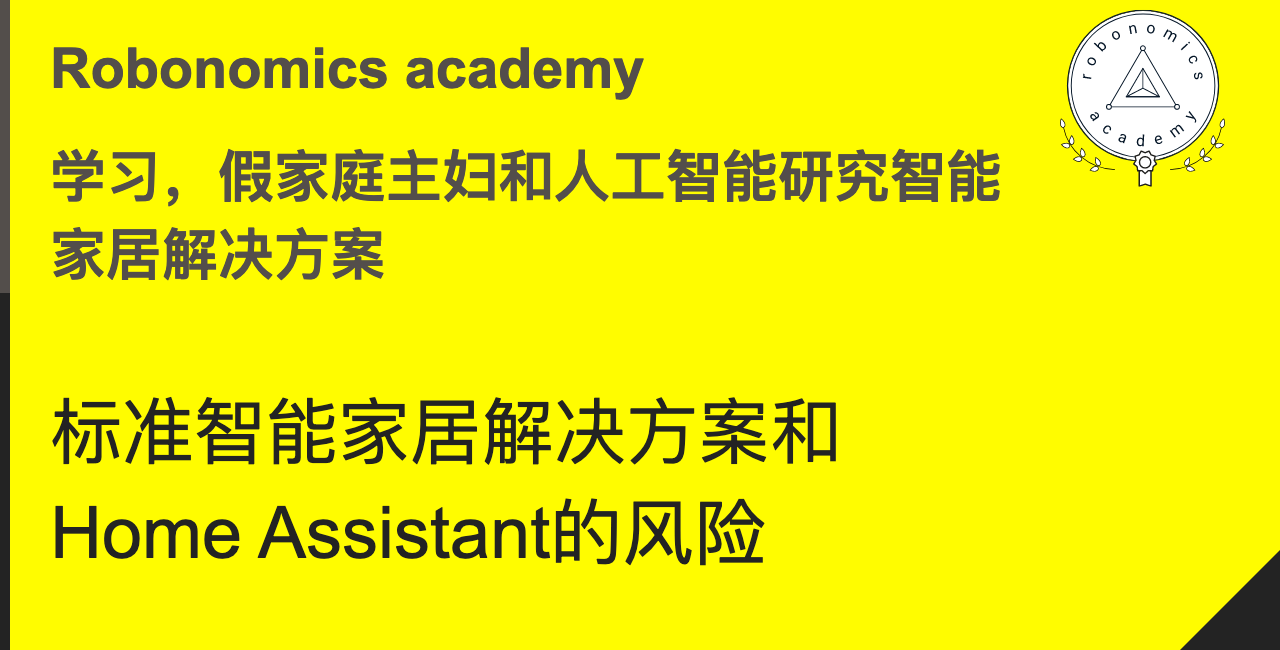 Robonomics academy
学习，假家庭主妇和人工智能研究智能
家居解决方案
标准智能家居解决方案和
Home Assistant的风险
robonomics
academy